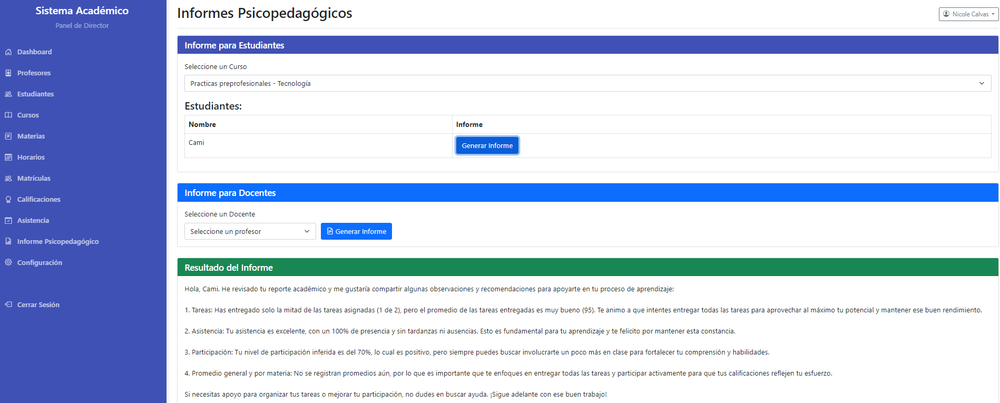 Sistema Académico
Panel de Director
Dashboard
Profesores
Estudiantes
Cursos
Materias
Horarios
Matrículas
Calificaciones
Asistencia
Informe Psicopedagógico
Configuración
Cerrar Sesión
Informes Psicopedagógicos
Nicole Calvas
Informe para Estudiantes
Seleccione un Curso
Practicas preprofesionales - Tecnología
Estudiantes:
Nombre Informe
Cami Generar Informe
Informe para Docentes
Seleccione un Docente
Seleccione un profesor Generar Informe
Resultado del Informe
Hola, Cami. He revisado tu reporte académico y me gustaría compartir algunas observaciones y recomendaciones para apoyarte en tu proceso de aprendizaje:
1. Tareas: Has entregado solo la mitad de las tareas asignadas (1 de 2), pero el promedio de las tareas entregadas es muy bueno (95). Te animo a que intentes entregar todas las tareas para aprovechar al máximo tu potencial y mantener ese buen rendimiento.
2. Asistencia: Tu asistencia es excelente, con un 100% de presencia y sin tardanzas ni ausencias. Esto es fundamental para tu aprendizaje y te felicito por mantener esta constancia.
3. Participación: Tu nivel de participación inferida es del 70%, lo cual es positivo, pero siempre puedes buscar involucrarte un poco más en clase para fortalecer tu comprensión y habilidades.
4. Promedio general y por materia: No se registran promedios aún, por lo que es importante que te enfoques en entregar todas las tareas y participar activamente para que tus calificaciones reflejen tu esfuerzo.
Si necesitas apoyo para organizar tus tareas o mejorar tu participación, no dudes en buscar ayuda. ¡Sigue adelante con ese buen trabajo!